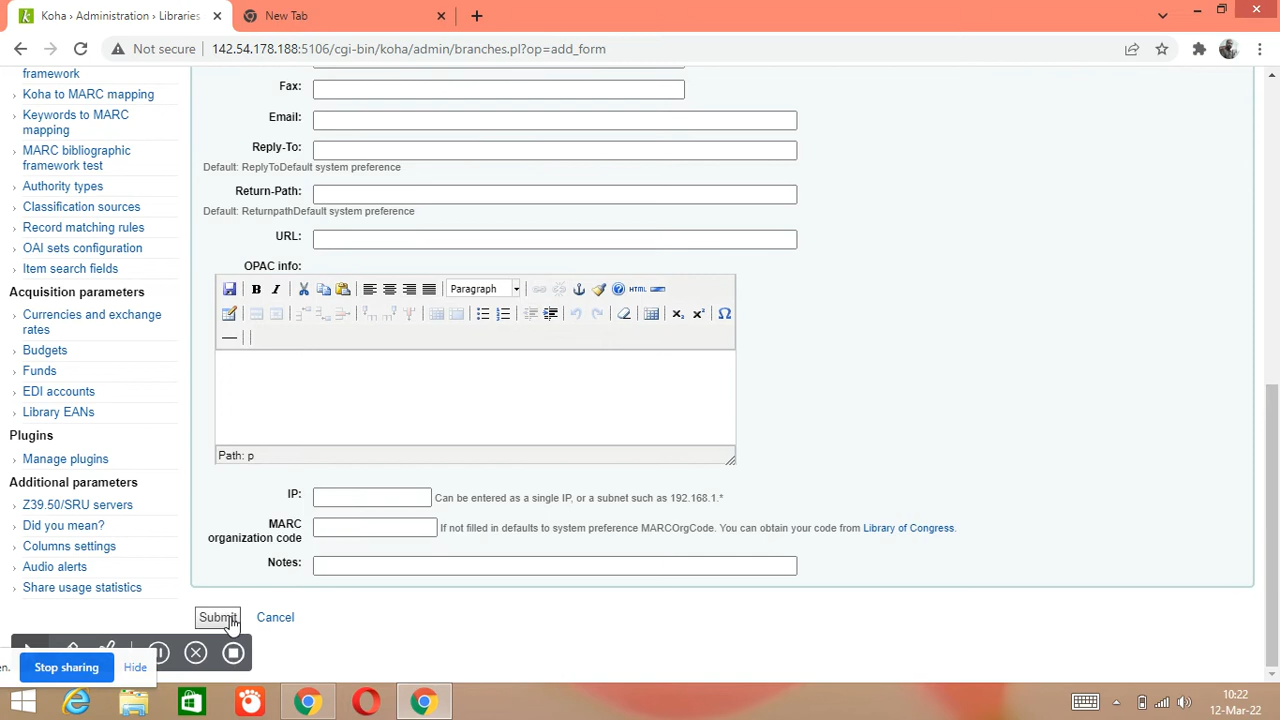 Koha › Administration › Libraries
New Tab
Not secure
142.54.178.188:5106/cgi-bin/koha/admin/branches.pl?op=add_form
framework
Koha to MARC mapping
Keywords to MARC
mapping
MARC bibliographic
framework test
Authority types
Classification sources
Record matching rules
OAI sets configuration
Item search fields
Acquisition parameters
Currencies and exchange
rates
Budgets
Funds
EDI accounts
Library EANs
Plugins
Manage plugins
Additional parameters
Z39.50/SRU servers
Did you mean?
Columns settings
Audio alerts
Share usage statistics
Fax:
Email:
Reply-To:
Default: ReplyToDefault system preference
Return-Path:
Default: ReturnpathDefault system preference
URL:
OPAC info:
B I
Paragraph
HTML
Path: p
IP:
Can be entered as a single IP, or a subnet such as 192.168.1.*
MARC
organization code
If not filled in defaults to system preference MARCOrgCode. You can obtain your code from Library of Congress.
Notes:
Submit
Cancel
en.
Stop sharing
Hide
10:22
12-Mar-22